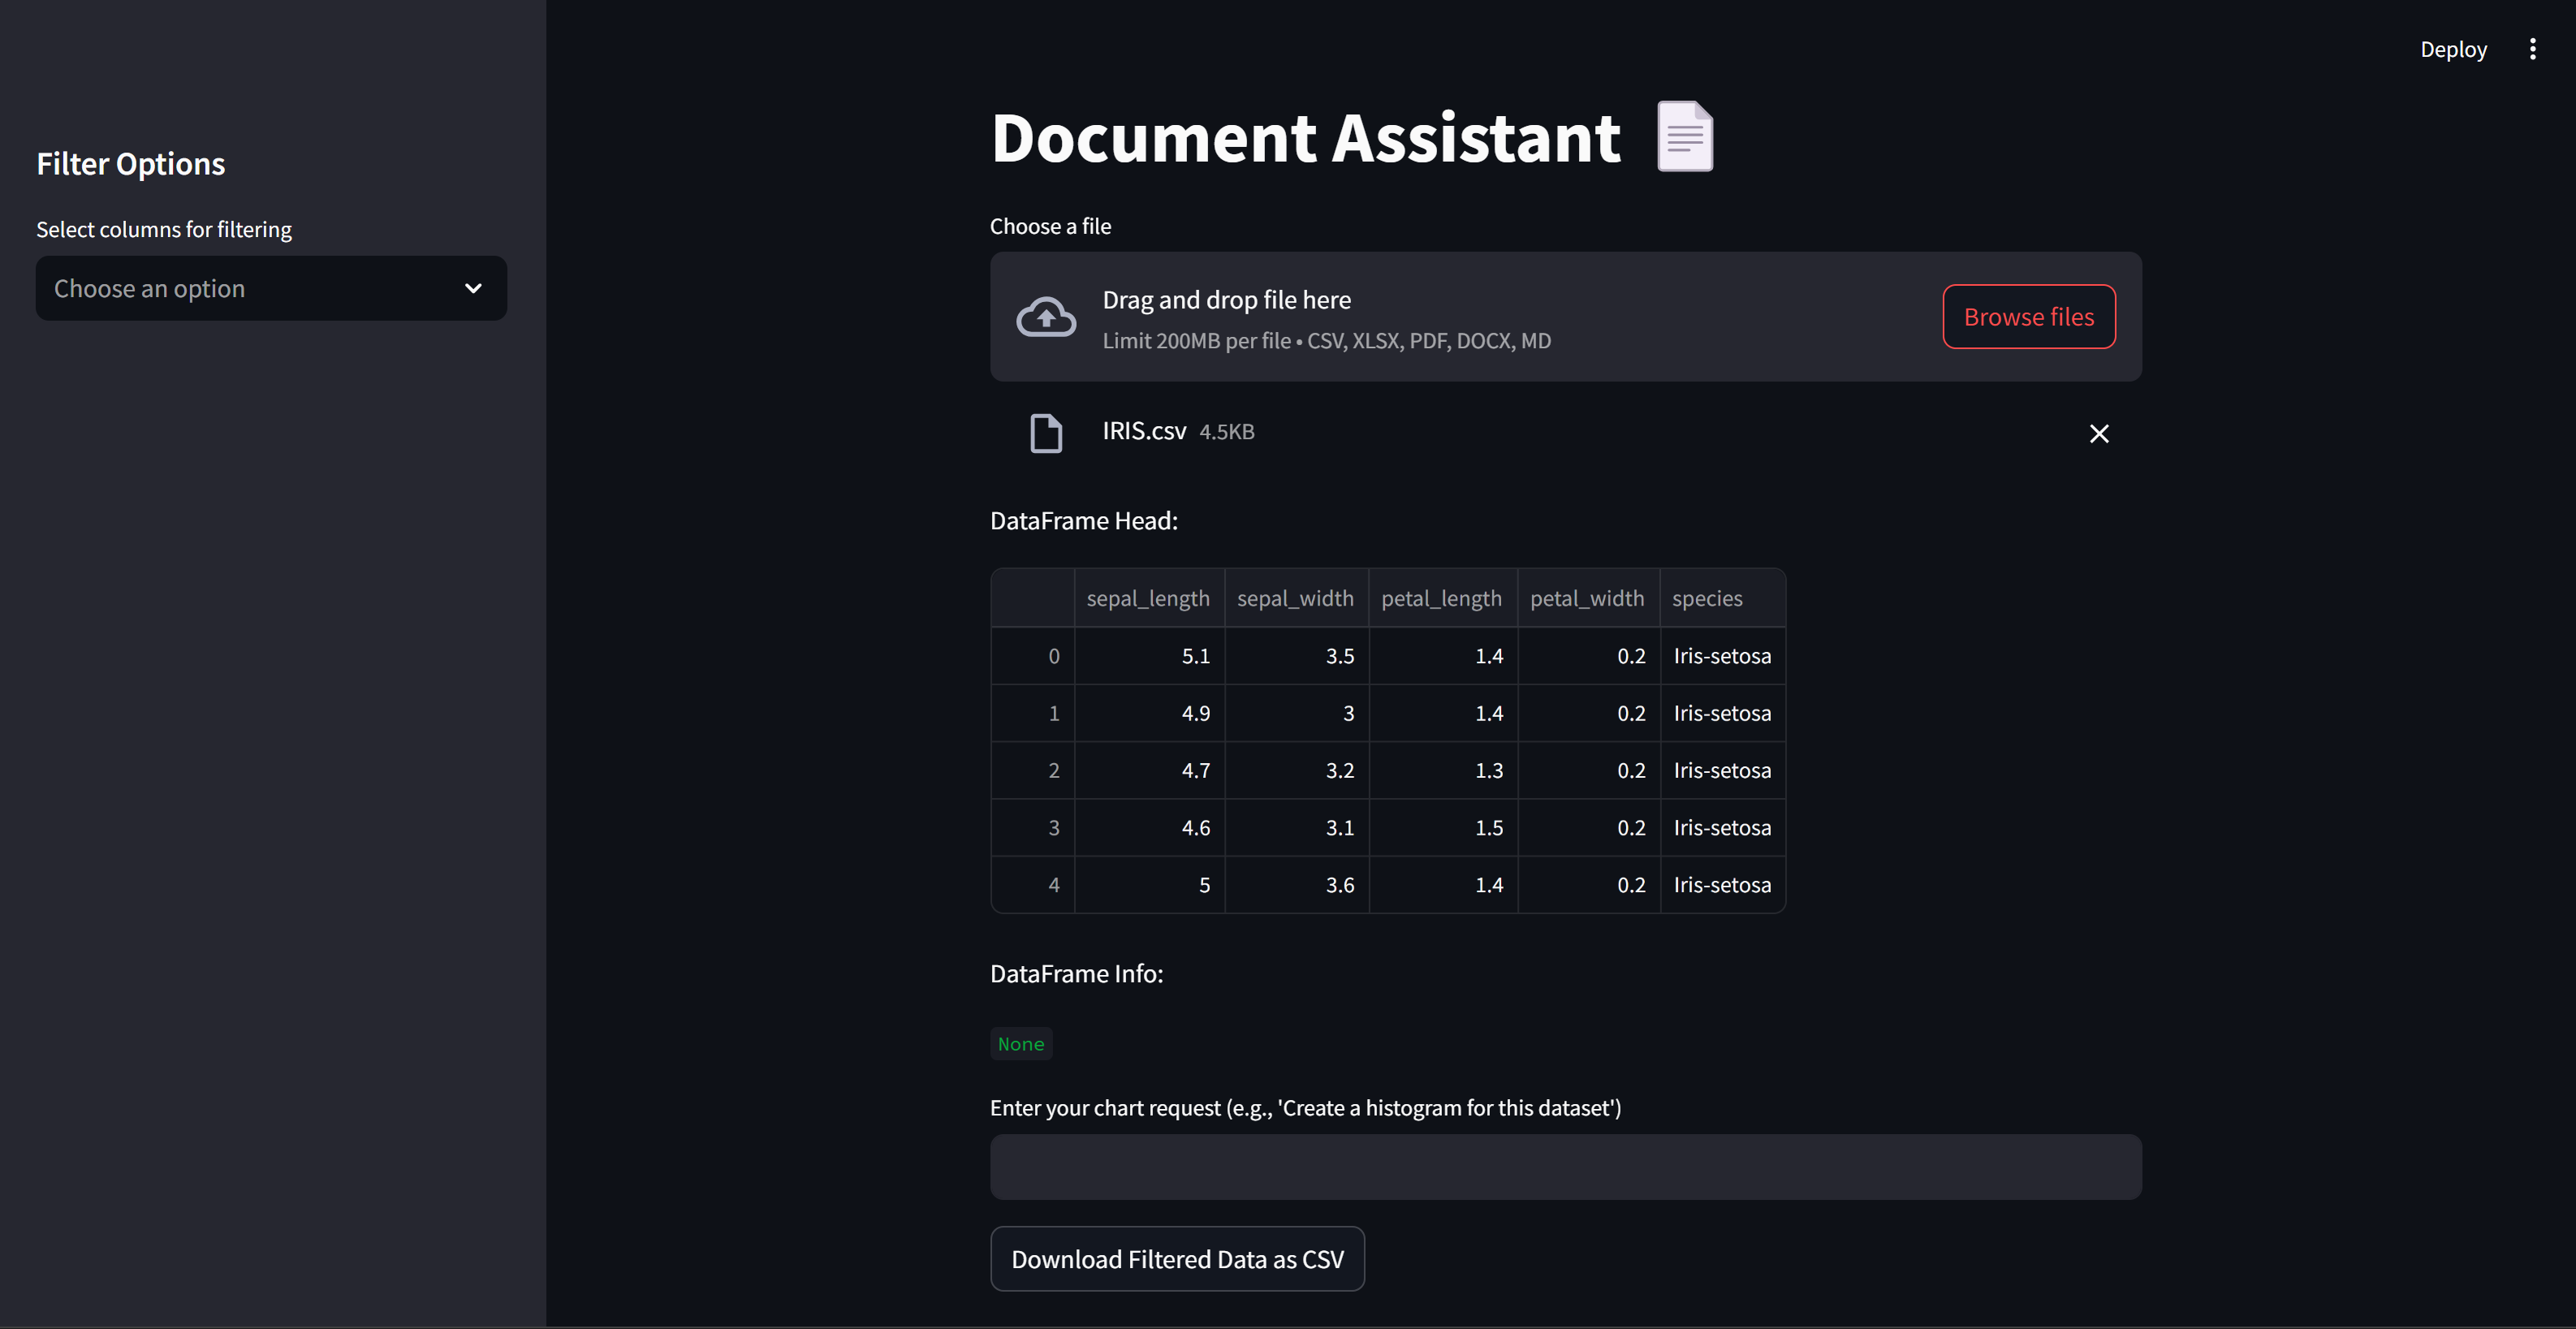 Deploy
Filter Options
Select columns for filtering
Choose an option
Document Assistant
Choose a file
Drag and drop file here
Limit 200MB per file • CSV, XLSX, PDF, DOCX, MD
Browse files
IRIS.csv 4.5KB
DataFrame Head:
sepal_length sepal_width petal_length petal_width species
0 5.1 3.5 1.4 0.2 Iris-setosa
1 4.9 3 1.4 0.2 Iris-setosa
2 4.7 3.2 1.3 0.2 Iris-setosa
3 4.6 3.1 1.5 0.2 Iris-setosa
4 5 3.6 1.4 0.2 Iris-setosa
DataFrame Info:
None
Enter your chart request (e.g., 'Create a histogram for this dataset')
Download Filtered Data as CSV